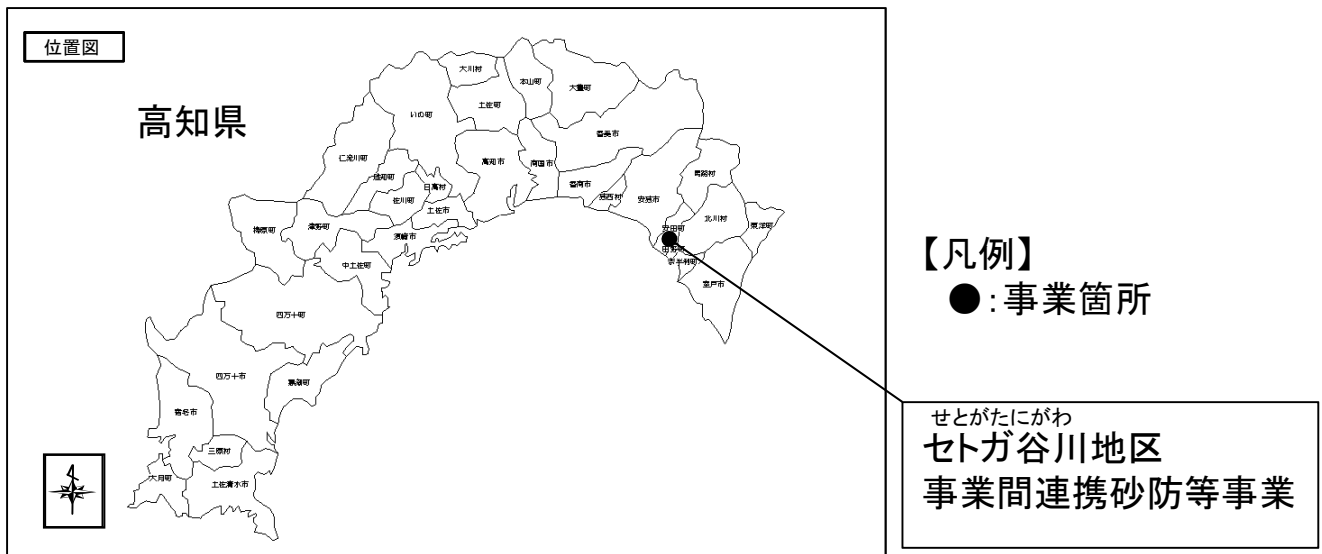 位置図
高知県
大川村
本山町
大豊町
いの町
土佐町
香美市
仁淀川町
高知市
南国市
馬路村
越知町
日高村
香南市
芸西村
安芸市
佐川町
土佐市
北川村
東洋町
梼原町
津野町
須崎市
安田町
田野町
中土佐町
奈半利町
室戸市
四万十町
四万十市
黒潮町
宿毛市
三原村
大月町
土佐清水市
【凡例】
●:事業箇所
せとがたにがわ
セトガ谷川地区
事業間連携砂防等事業